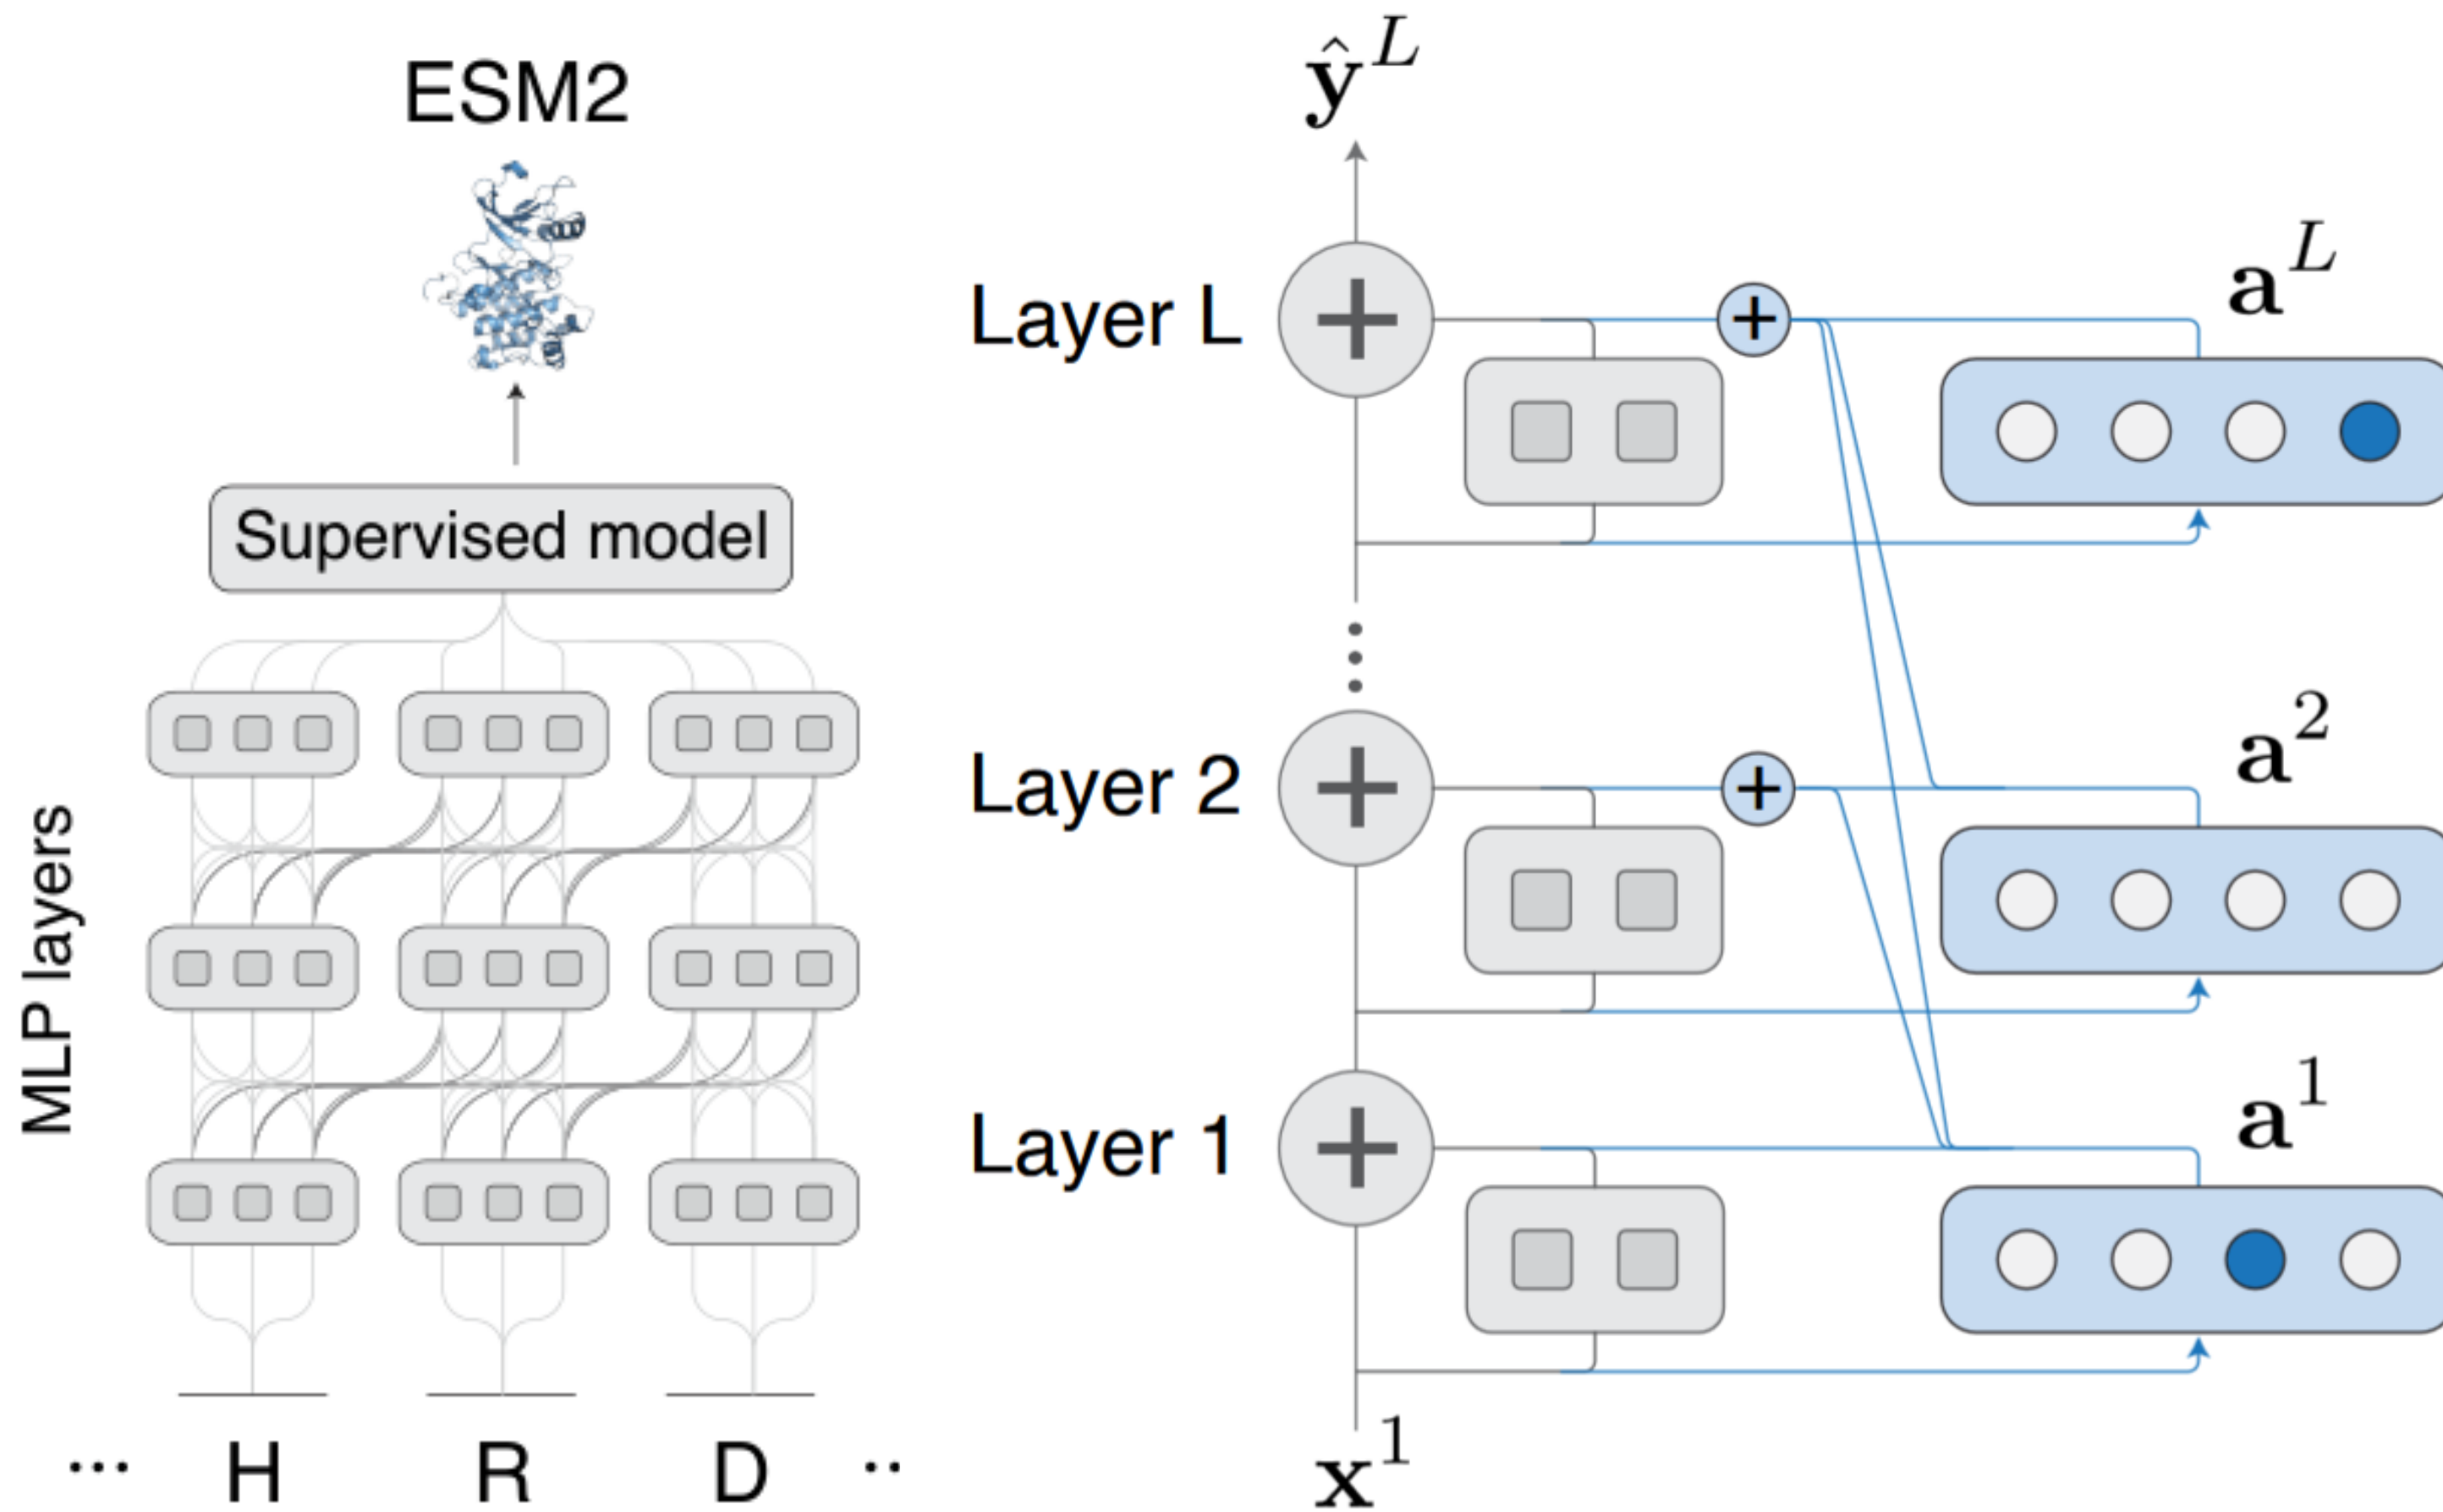 ESM2
Supervised model
MLP layers
... H R D ..
ŷ^L
Layer L
a^L
Layer 2
a^2
Layer 1
a^1
x^1